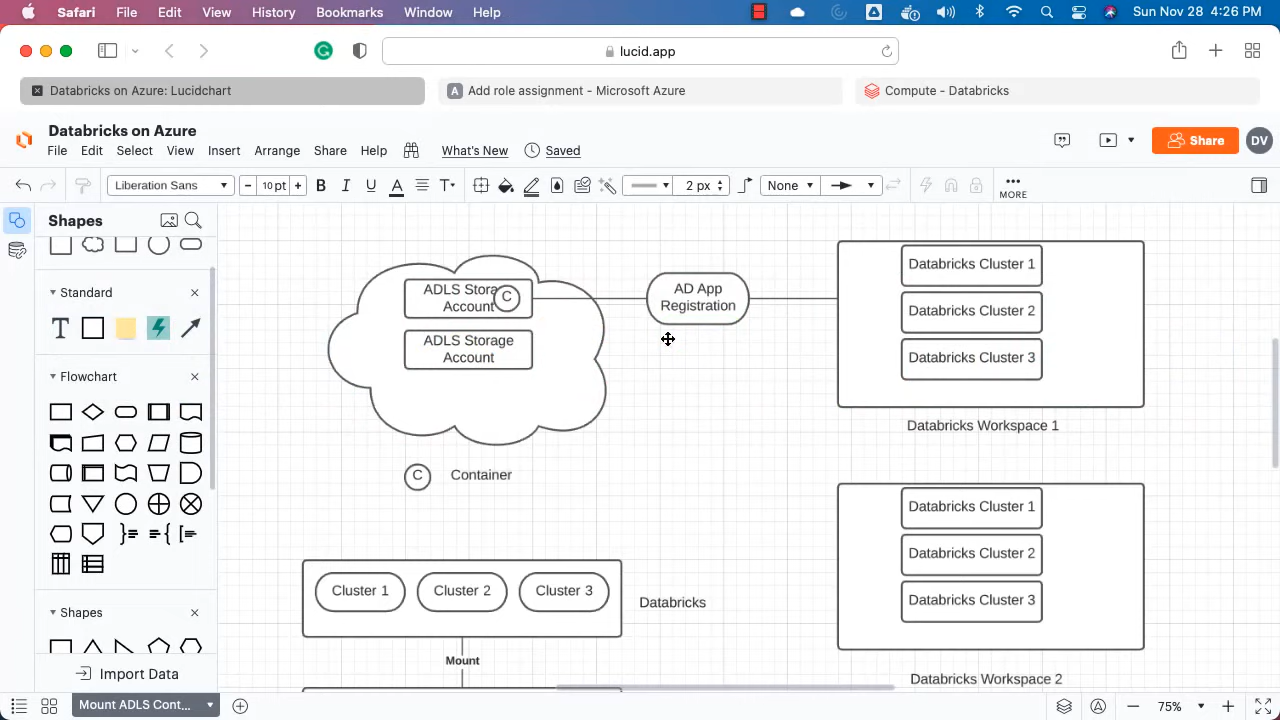 Safari File Edit View History Bookmarks Window Help Sun Nov 28 4:26 PM
lucid.app
Databricks on Azure: Lucidchart
A Add role assignment - Microsoft Azure
Compute - Databricks
Databricks on Azure
File Edit Select View Insert Arrange Share Help What's New Saved
Share
DV
Liberation Sans
10 pt
B I U A T
2 px
None
MORE
Shapes
Standard
T
Flowchart
Shapes
Import Data
ADLS Storage
Account
C
ADLS Storage
Account
C Container
AD App
Registration
Databricks Cluster 1
Databricks Cluster 2
Databricks Cluster 3
Databricks Workspace 1
Databricks Cluster 1
Databricks Cluster 2
Databricks Cluster 3
Databricks Workspace 2
Cluster 1
Cluster 2
Cluster 3
Databricks
Mount
Mount ADLS Cont...
75%